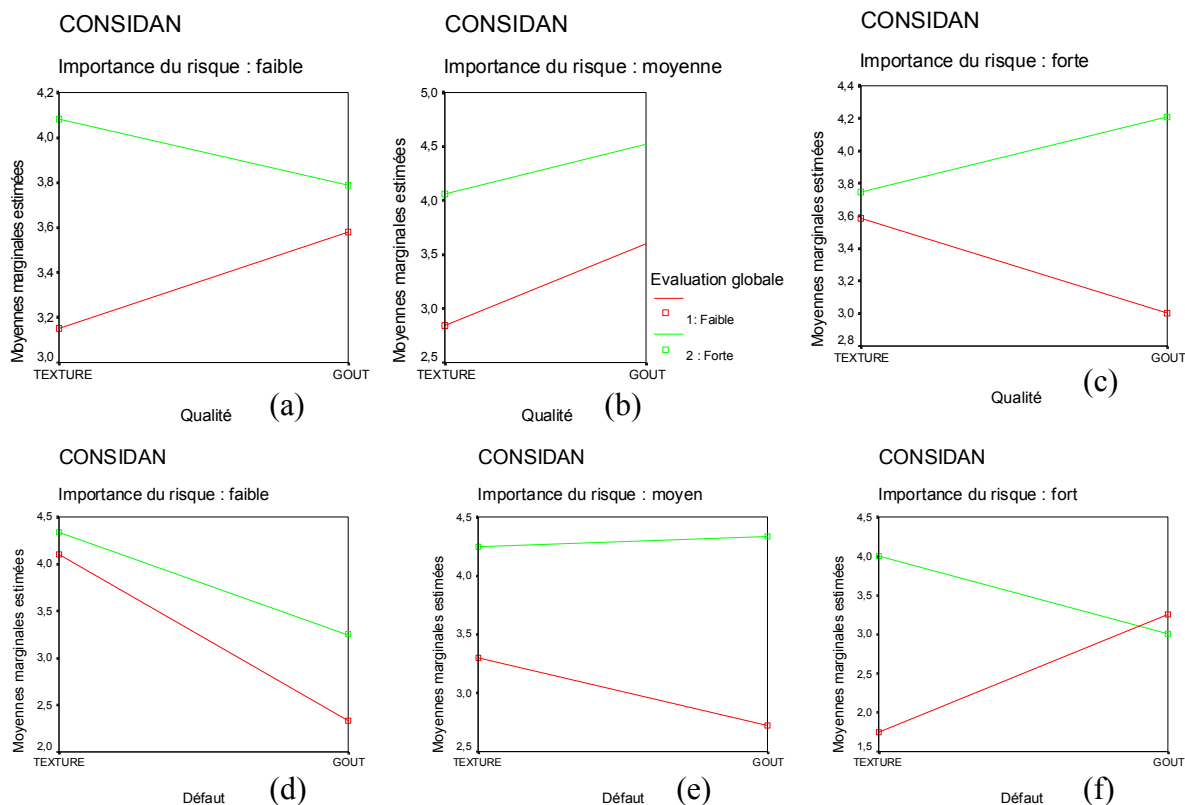 CONSIDAN
Importance du risque : faible
Moyennes marginales estimées
4,2
4,0
3,8
3,6
3,4
3,2
3,0
TEXTURE
GOUT
Qualité
(a)
CONSIDAN
Importance du risque : moyenne
Moyennes marginales estimées
5,0
4,5
4,0
3,5
3,0
2,5
TEXTURE
GOUT
Evaluation globale
1: Faible
2 : Forte
Qualité
(b)
CONSIDAN
Importance du risque : forte
Moyennes marginales estimées
4,4
4,2
4,0
3,8
3,6
3,4
3,2
3,0
2,8
TEXTURE
GOUT
Qualité
(c)
CONSIDAN
Importance du risque : faible
Moyennes marginales estimées
4,5
4,0
3,5
3,0
2,5
2,0
TEXTURE
GOUT
Défaut
(d)
CONSIDAN
Importance du risque : moyen
Moyennes marginales estimées
4,5
4,0
3,5
3,0
2,5
TEXTURE
GOUT
Défaut
(e)
CONSIDAN
Importance du risque : fort
Moyennes marginales estimées
4,5
4,0
3,5
3,0
2,5
2,0
1,5
TEXTURE
GOUT
Défaut
(f)